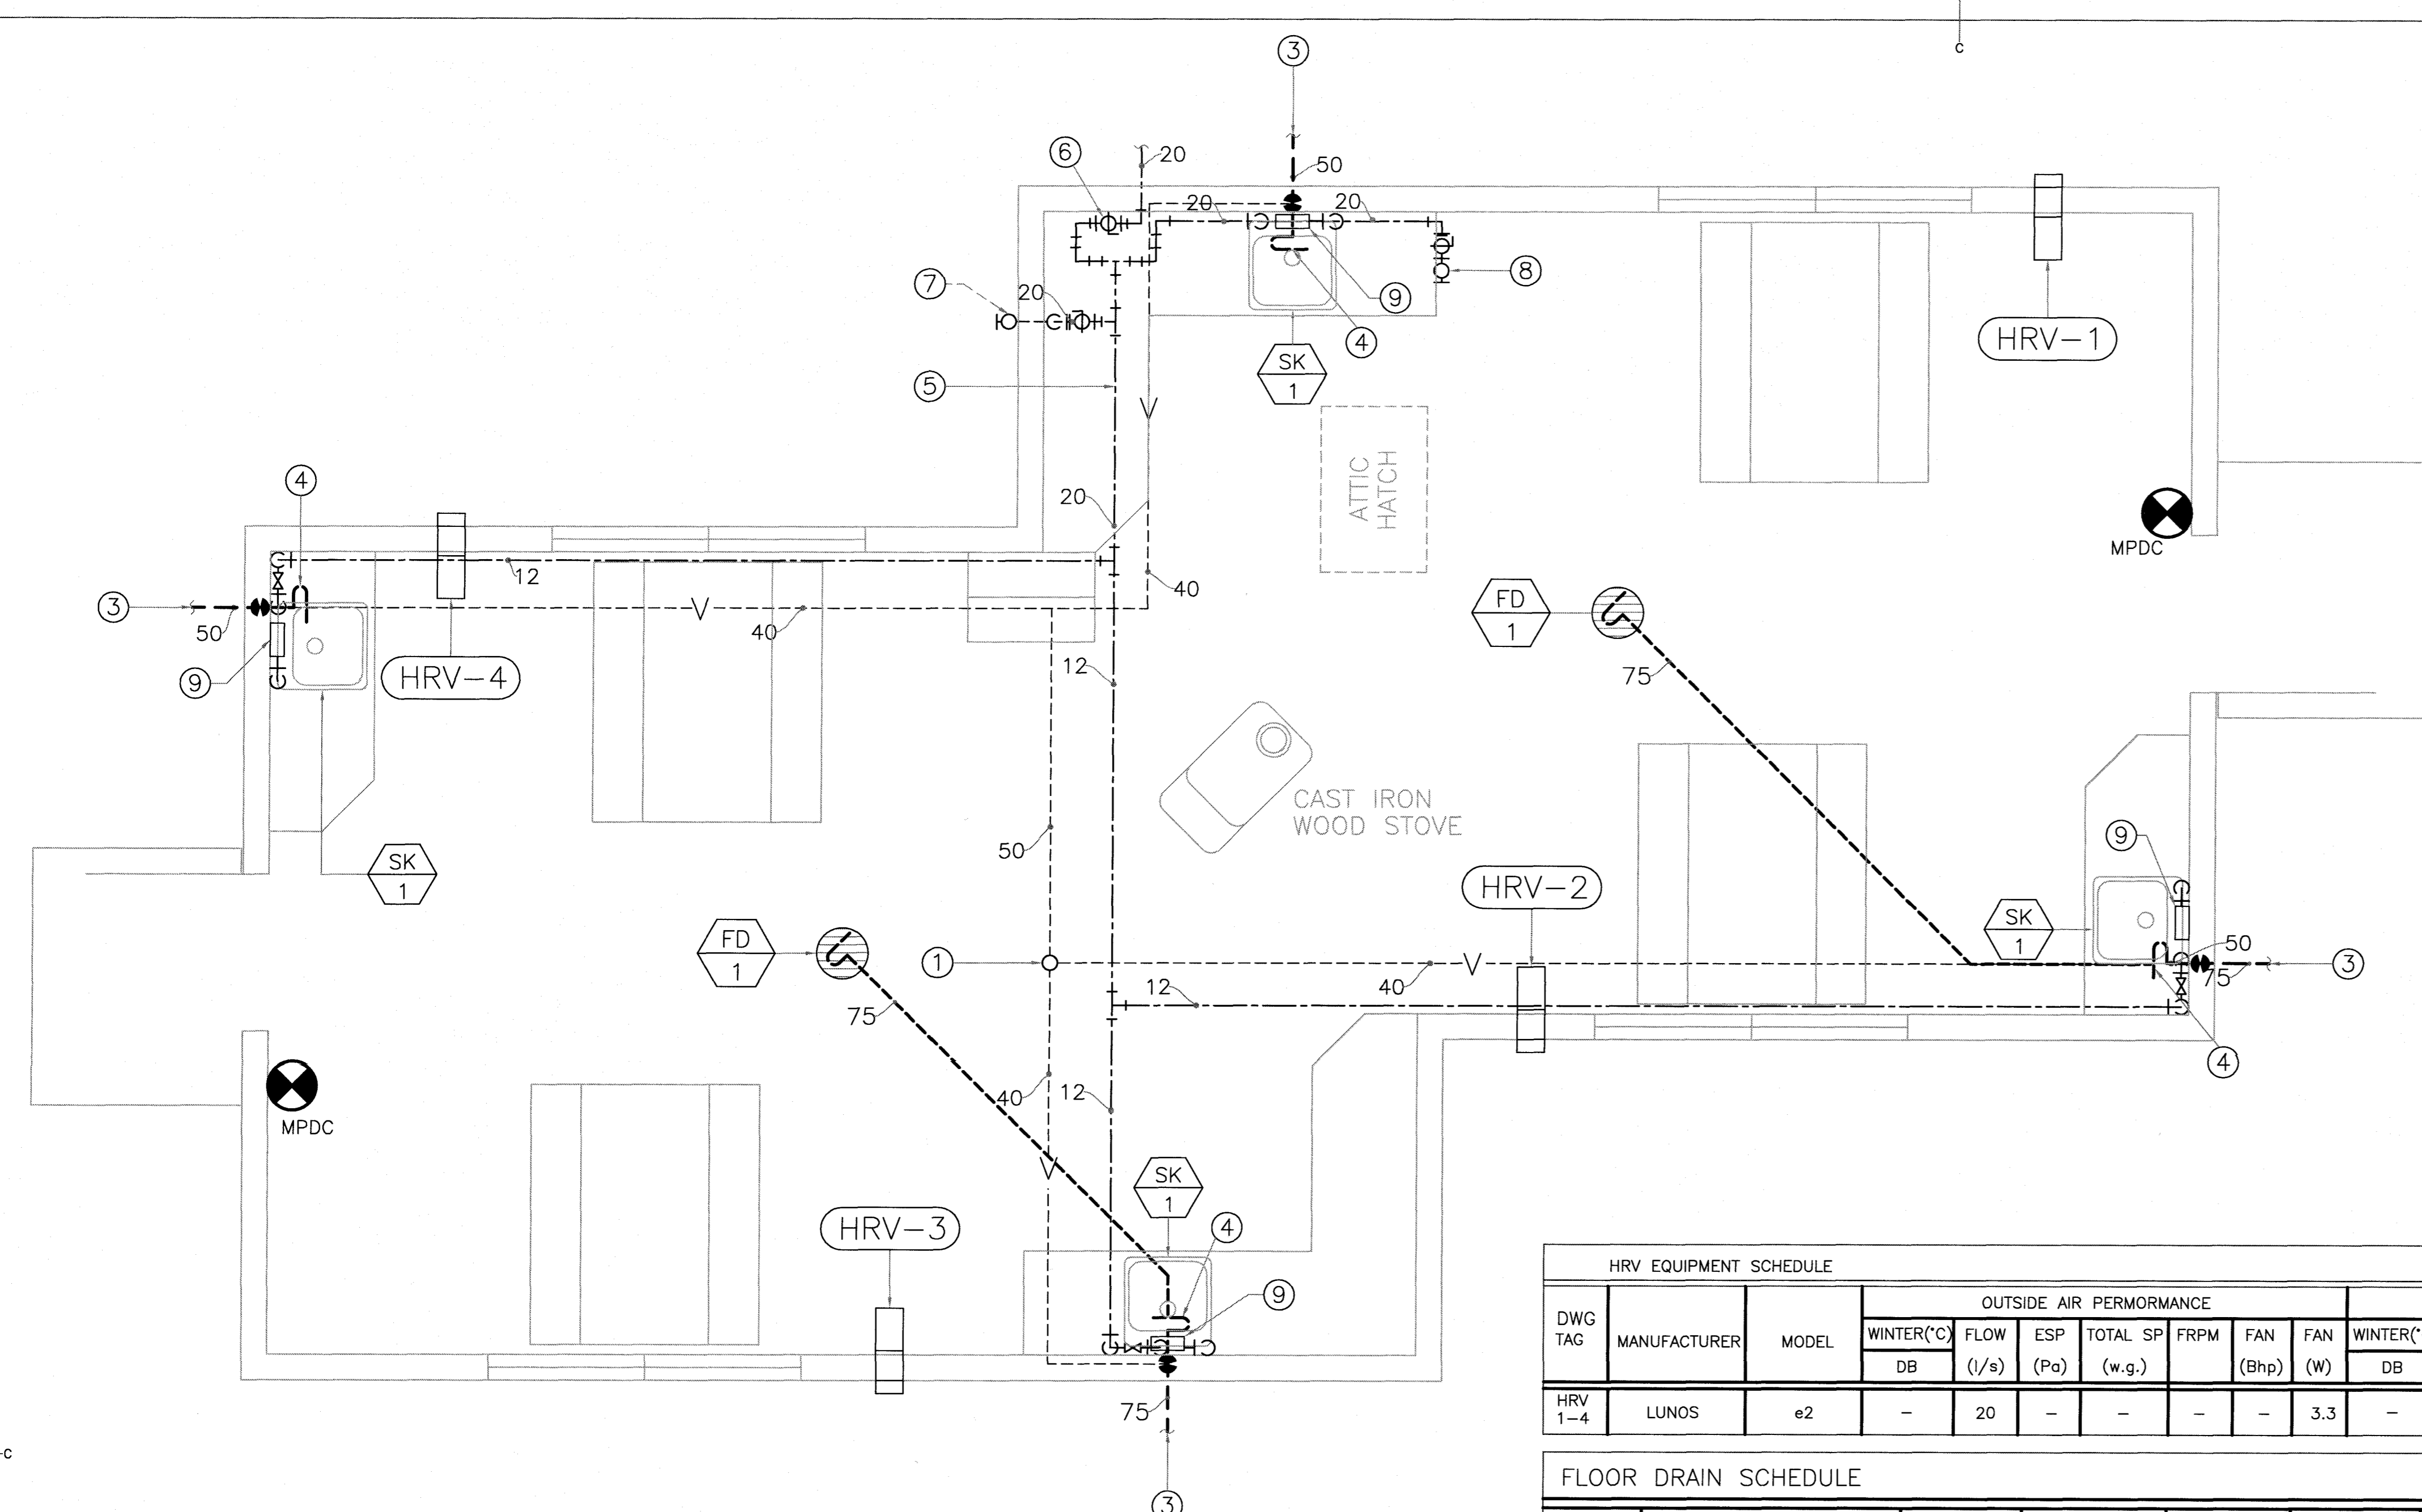 C
3
6
20
50
20
20
7
20
8
9
4
SK
1
HRV-1
5
ATTIC
HATCH
4
20
MPDC
12
40
FD
1
3
50
40
9
HRV-4
12
75
CAST IRON
WOOD STOVE
50
9
SK
1
HRV-2
SK
1
50
FD
1
1
40
12
75
3
75
4
40
12
MPDC
SK
1
HRV-3
4
9
75
3
-C
HRV EQUIPMENT SCHEDULE
DWG
TAG
MANUFACTURER
MODEL
OUTSIDE AIR PERMORMANCE
WINTER(°C)
DB
FLOW
(l/s)
ESP
(Pa)
TOTAL SP
(w.g.)
FRPM
FAN
(Bhp)
FAN
(W)
WINTER(°
DB
HRV
1-4
LUNOS
e2
-
20
-
-
-
-
3.3
-
FLOOR DRAIN SCHEDULE